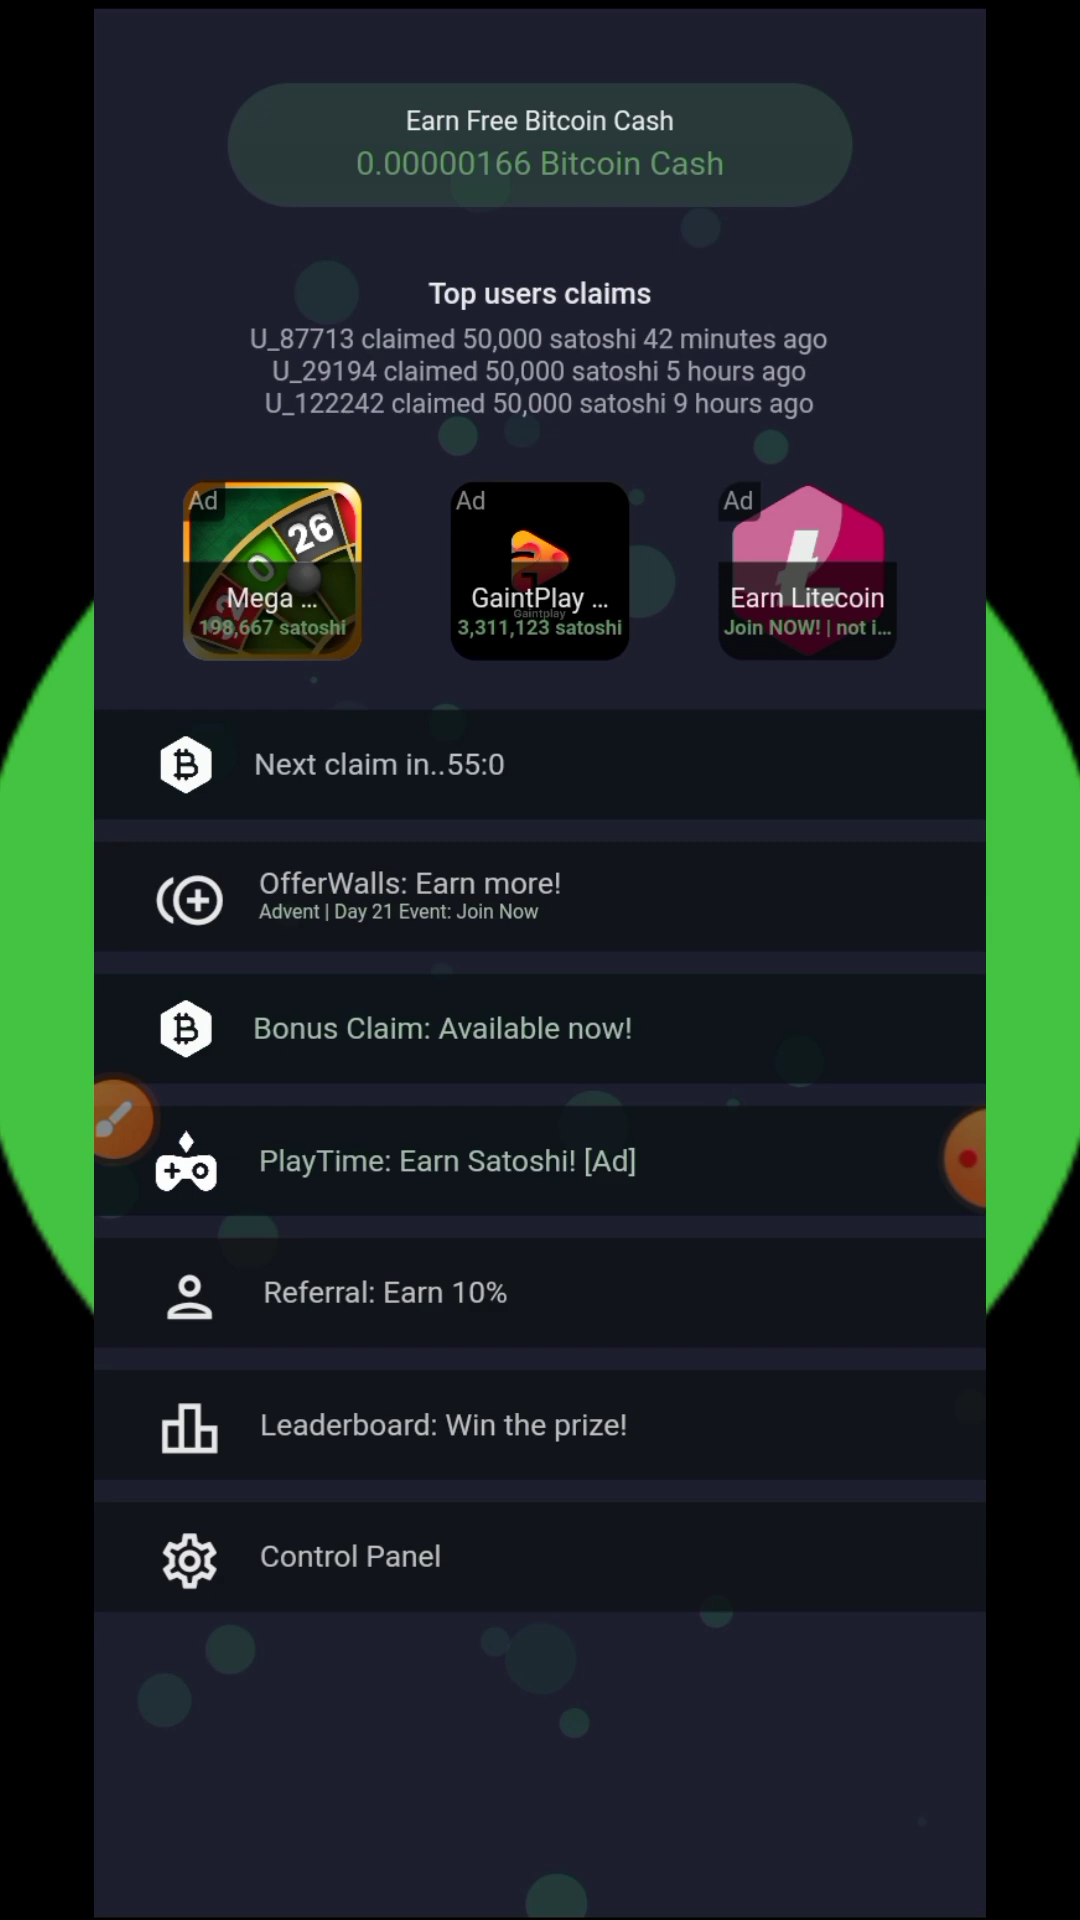 Earn Free Bitcoin Cash
0.00000166 Bitcoin Cash
Top users claims
U_87713 claimed 50,000 satoshi 42 minutes ago
U_29194 claimed 50,000 satoshi 5 hours ago
U_122242 claimed 50,000 satoshi 9 hours ago
Ad Ad Ad
26
0
32
Gaintplay
Mega ... GaintPlay ... Earn Litecoin
198,667 satoshi 3,311,123 satoshi Join NOW! | not i...
Next claim in..55:0
OfferWalls: Earn more!
Advent | Day 21 Event: Join Now
Bonus Claim: Available now!
PlayTime: Earn Satoshi! [Ad]
Referral: Earn 10%
Leaderboard: Win the prize!
Control Panel